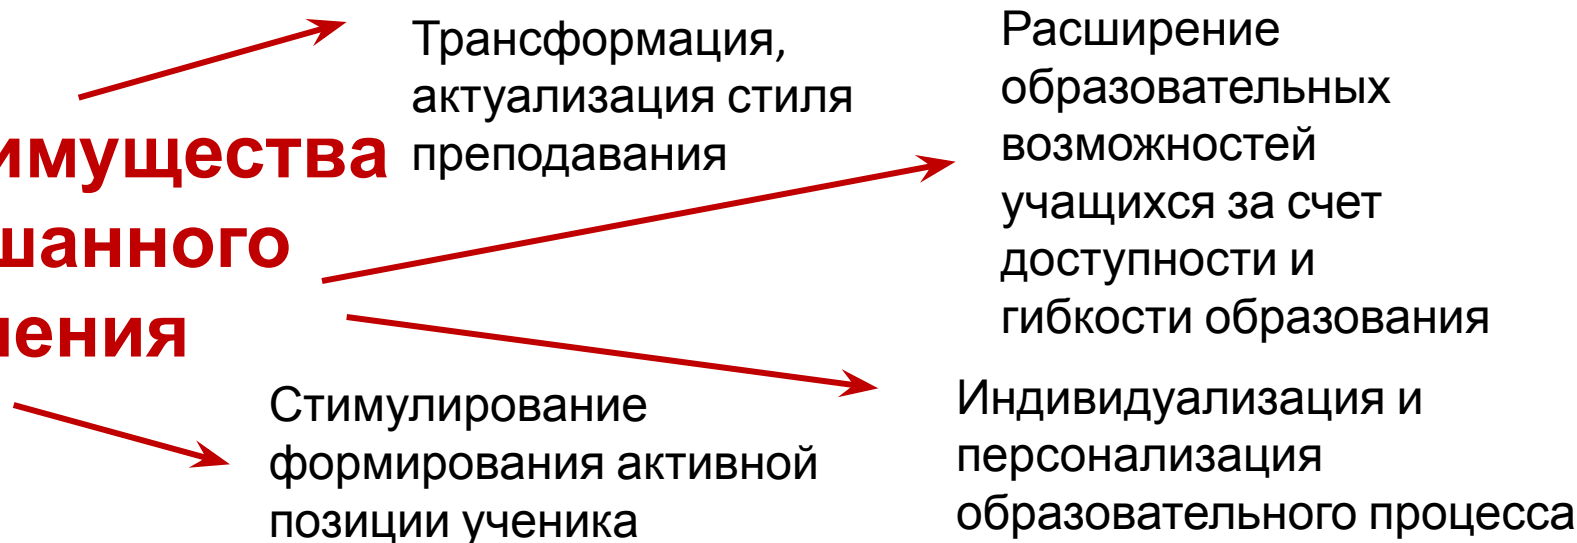 имущества
шанного
ения
Трансформация,
актуализация стиля
преподавания
Расширение
образовательных
возможностей
учащихся за счет
доступности и
гибкости образования
Стимулирование
формирования активной
позиции ученика
Индивидуализация и
персонализация
образовательного процесса